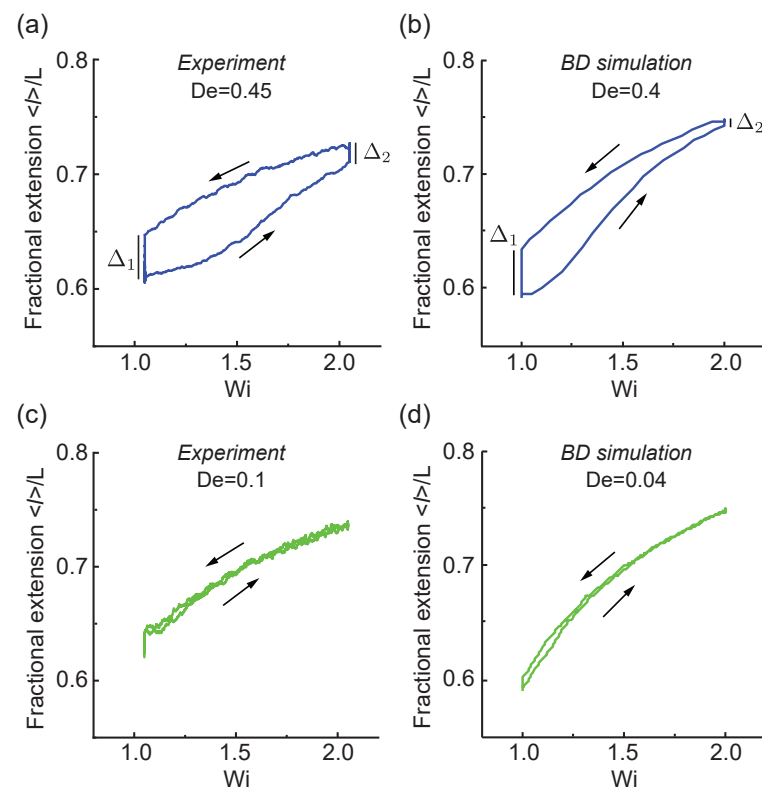 (a)
Experiment
De=0.45
Fractional extension <l>/L
0.8
0.7
0.6
Δ₁
Δ₂
1.0 1.5 2.0
Wi
(b)
BD simulation
De=0.4
Fractional extension <l>/L
0.8
0.7
0.6
Δ₁
Δ₂
1.0 1.5 2.0
Wi
(c)
Experiment
De=0.1
Fractional extension <l>/L
0.8
0.7
0.6
1.0 1.5 2.0
Wi
(d)
BD simulation
De=0.04
Fractional extension <l>/L
0.8
0.7
0.6
1.0 1.5 2.0
Wi